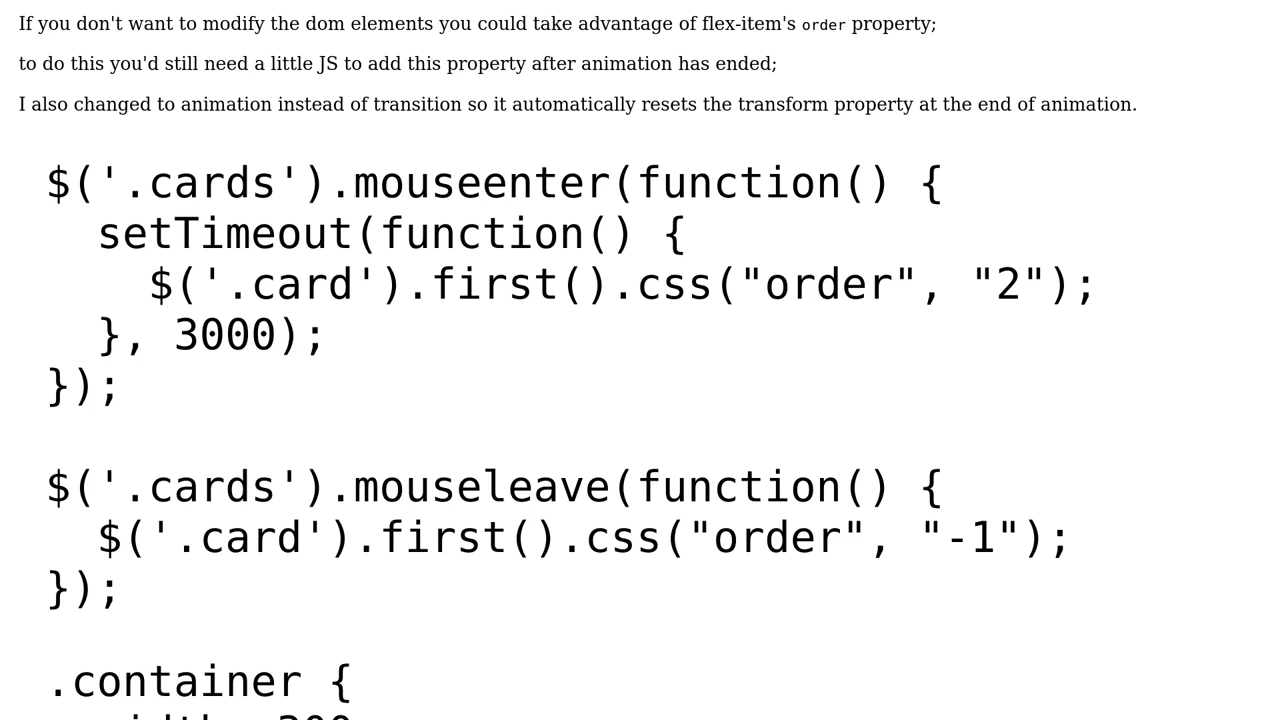 If you don't want to modify the dom elements you could take advantage of flex-item's order property;
to do this you'd still need a little JS to add this property after animation has ended;
I also changed to animation instead of transition so it automatically resets the transform property at the end of animation.
$('.cards').mouseenter(function() {
  setTimeout(function() {
    $('.card').first().css("order", "2");
  }, 3000);
});

$('.cards').mouseleave(function() {
  $('.card').first().css("order", "-1");
});

.container {